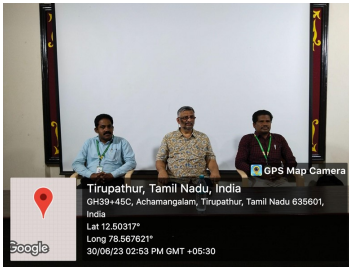 GPS Map Camera
Tirupathur, Tamil Nadu, India
GH39+45C, Achamangalam, Tirupathur, Tamil Nadu 635601,
India
Lat 12.50317°
Long 78.567621°
30/06/23 02:53 PM GMT +05:30
Google